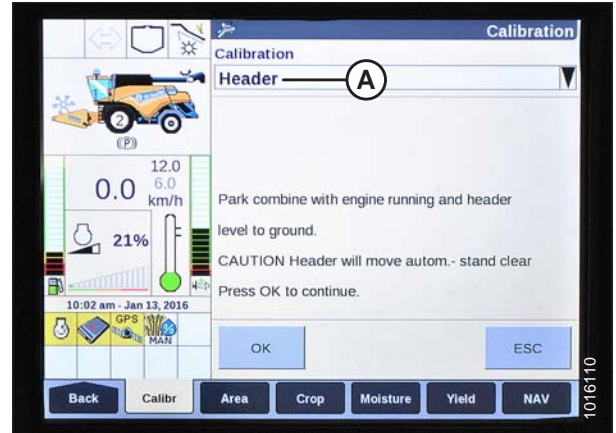 Calibration
Calibration
Header
A
2
(P)
12.0
0.0 6.0
km/h
21%
Park combine with engine running and header
level to ground.
CAUTION Header will move autom.- stand clear
Press OK to continue.
10:02 am - Jan 13, 2016
GPS
MAN
OK
ESC
Back Calibr Area Crop Moisture Yield NAV
1016110